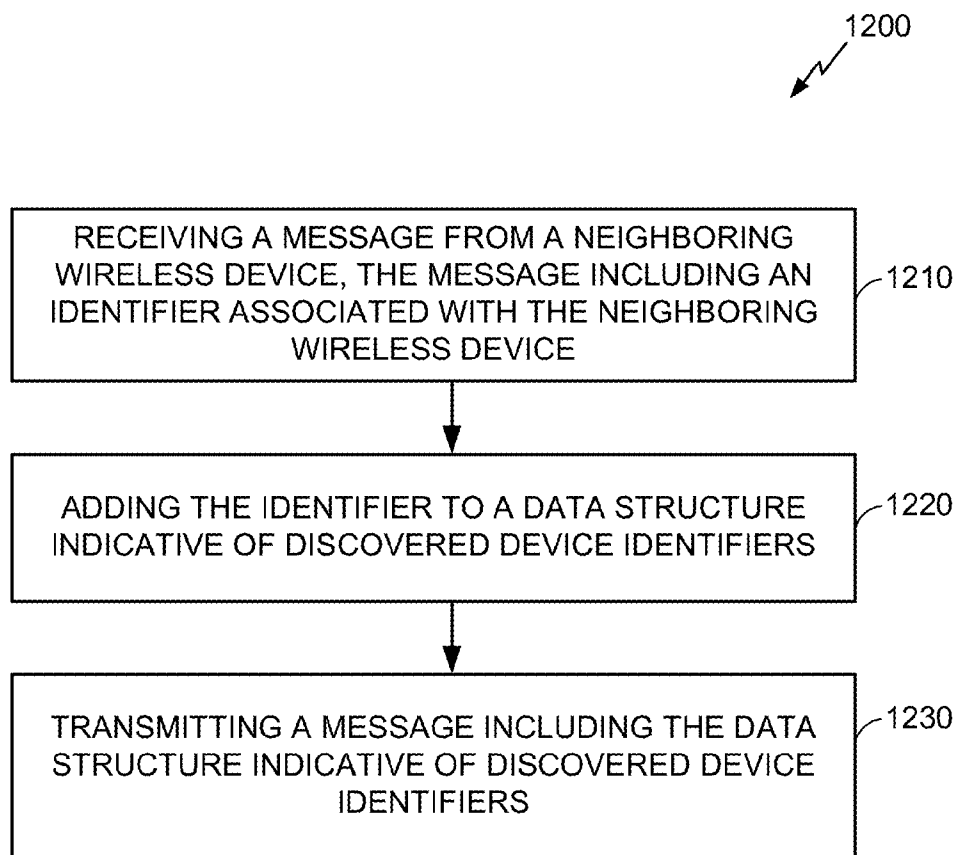 1200
RECEIVING A MESSAGE FROM A NEIGHBORING
WIRELESS DEVICE, THE MESSAGE INCLUDING AN
IDENTIFIER ASSOCIATED WITH THE NEIGHBORING
WIRELESS DEVICE
1210
ADDING THE IDENTIFIER TO A DATA STRUCTURE
INDICATIVE OF DISCOVERED DEVICE IDENTIFIERS
1220
TRANSMITTING A MESSAGE INCLUDING THE DATA
STRUCTURE INDICATIVE OF DISCOVERED DEVICE
IDENTIFIERS
1230